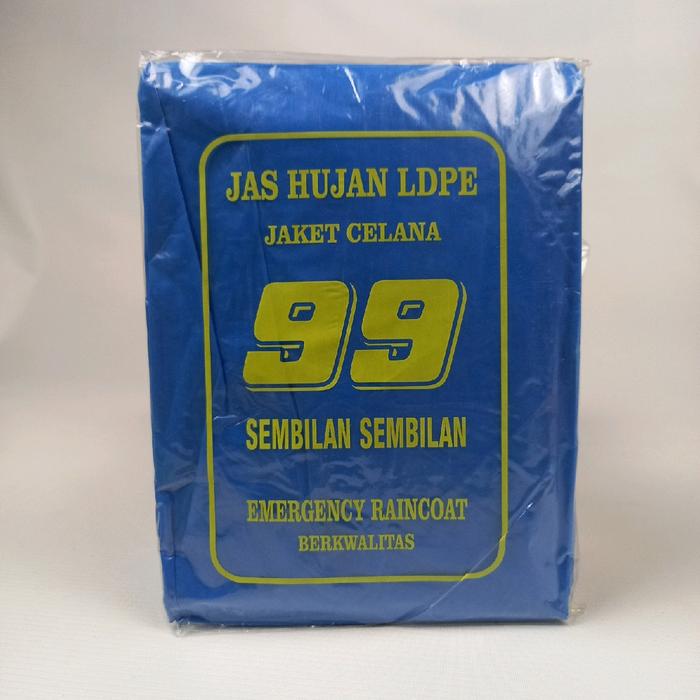 JAS HUJAN LDPE
JAKET CELANA
99
SEMBILAN SEMBILAN
EMERGENCY RAINCOAT
BERKWALITAS